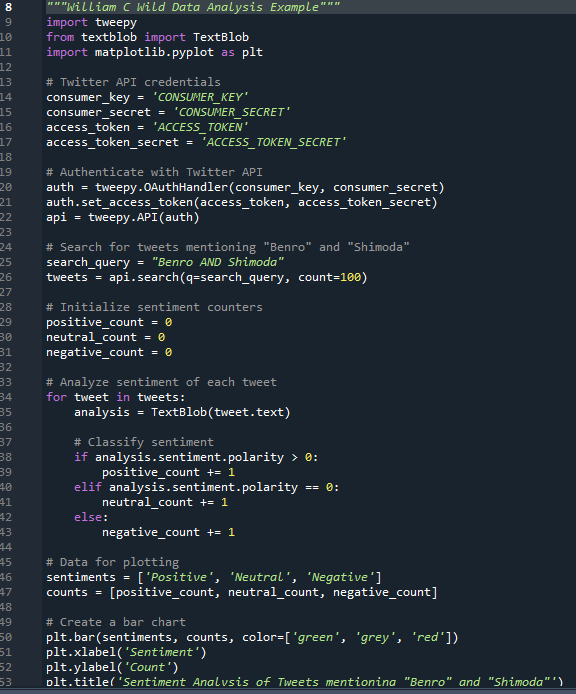 8 """William C Wild Data Analysis Example"""
9 import tweepy
10 from textblob import TextBlob
11 import matplotlib.pyplot as plt
12
13 # Twitter API credentials
14 consumer_key = 'CONSUMER_KEY'
15 consumer_secret = 'CONSUMER_SECRET'
16 access_token = 'ACCESS_TOKEN'
17 access_token_secret = 'ACCESS_TOKEN_SECRET'
18
19 # Authenticate with Twitter API
20 auth = tweepy.OAuthHandler(consumer_key, consumer_secret)
21 auth.set_access_token(access_token, access_token_secret)
22 api = tweepy.API(auth)
23
24 # Search for tweets mentioning "Benro" and "Shimoda"
25 search_query = "Benro AND Shimoda"
26 tweets = api.search(q=search_query, count=100)
27
28 # Initialize sentiment counters
29 positive_count = 0
30 neutral_count = 0
31 negative_count = 0
32
33 # Analyze sentiment of each tweet
34 for tweet in tweets:
35     analysis = TextBlob(tweet.text)
36
37     # Classify sentiment
38     if analysis.sentiment.polarity > 0:
39         positive_count += 1
40     elif analysis.sentiment.polarity == 0:
41         neutral_count += 1
42     else:
43         negative_count += 1
44
45 # Data for plotting
46 sentiments = ['Positive', 'Neutral', 'Negative']
47 counts = [positive_count, neutral_count, negative_count]
48
49 # Create a bar chart
50 plt.bar(sentiments, counts, color=['green', 'grey', 'red'])
51 plt.xlabel('Sentiment')
52 plt.ylabel('Count')
53 plt.title('Sentiment Analysis of Tweets mentioning "Benro" and "Shimoda"')